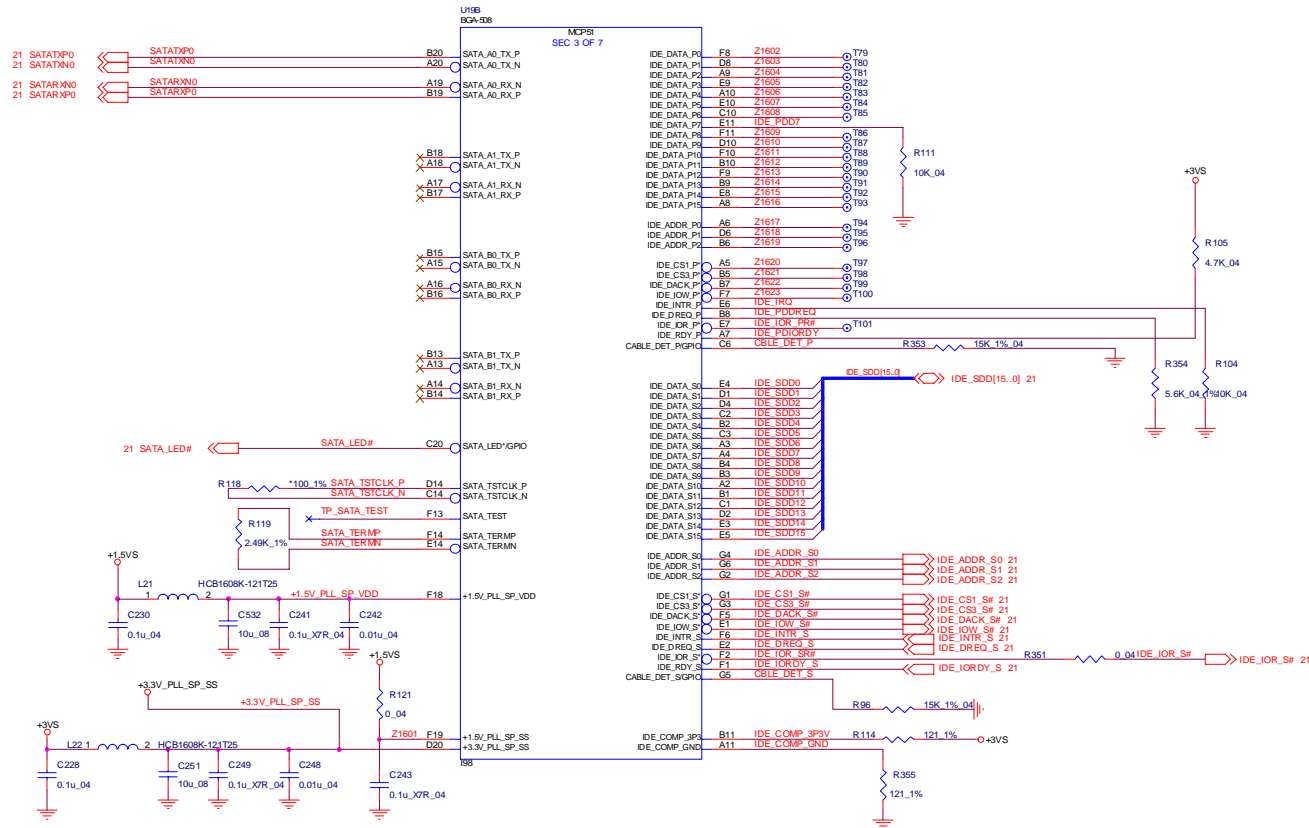 U19B
BGA-508
MCP51
SEC 3 OF 7
21 SATATXP0 SATATXP0 B20 SATA_A0_TX_P
21 SATATXN0 SATATXN0 A20 SATA_A0_TX_N
21 SATARXN0 SATARXN0 A19 SATA_A0_RX_N
21 SATARXP0 SATARXP0 B19 SATA_A0_RX_P
B18 SATA_A1_TX_P
A18 SATA_A1_TX_N
A17 SATA_A1_RX_N
B17 SATA_A1_RX_P
B15 SATA_B0_TX_P
A15 SATA_B0_TX_N
A16 SATA_B0_RX_N
B16 SATA_B0_RX_P
B13 SATA_B1_TX_P
A13 SATA_B1_TX_N
A14 SATA_B1_RX_N
B14 SATA_B1_RX_P
21 SATA_LED# SATA_LED# C20 SATA_LED*/GPIO
R118 *100_1% SATA_TSTCLK_P D14 SATA_TSTCLK_P
SATA_TSTCLK_N C14 SATA_TSTCLK_N
TP_SATA_TEST F13 SATA_TEST
R119
2.49K_1%
SATA_TERMP F14 SATA_TERMP
SATA_TERMN E14 SATA_TERMN
+1.5VS
L21 HCB1608K-121T25
1 2 +1.5V_PLL_SP_VDD F18 +1.5V_PLL_SP_VDD
C230 C532 C241 C242
0.1u_04 10u_08 0.1u_X7R_04 0.01u_04
+1.5VS
+3.3V_PLL_SP_SS
+3.3V_PLL_SP_SS
R121
0_04
+3VS
Z1601 F19 +1.5V_PLL_SP_SS
L22 1 2 HCB1608K-121T25 D20 +3.3V_PLL_SP_SS
I98
C228 C251 C249 C248 C243
0.1u_04 10u_08 0.1u_X7R_04 0.01u_04 0.1u_X7R_04
IDE_DATA_P0 F8 Z1602 T79
IDE_DATA_P1 D8 Z1603 T80
IDE_DATA_P2 A9 Z1604 T81
IDE_DATA_P3 E9 Z1605 T82
IDE_DATA_P4 A10 Z1606 T83
IDE_DATA_P5 E10 Z1607 T84
IDE_DATA_P6 C10 Z1608 T85
IDE_DATA_P7 E11 IDE_PDD7
IDE_DATA_P8 F11 Z1609 T86
IDE_DATA_P9 D10 Z1610 T87
IDE_DATA_P10 F10 Z1611 T88
IDE_DATA_P11 B10 Z1612 T89
IDE_DATA_P12 F9 Z1613 T90
IDE_DATA_P13 B9 Z1614 T91
IDE_DATA_P14 E8 Z1615 T92
IDE_DATA_P15 A8 Z1616 T93
R111
10K_04
IDE_ADDR_P0 A6 Z1617 T94
IDE_ADDR_P1 D6 Z1618 T95
IDE_ADDR_P2 B6 Z1619 T96
IDE_CS1_P* A5 Z1620 T97
IDE_CS3_P* B5 Z1621 T98
IDE_DACK_P* B7 Z1622 T99
IDE_IOW_P* F7 Z1623 T100
IDE_INTR_P E6 IDE_IRQ
IDE_DREQ_P B8 IDE_PDDREQ
IDE_IOR_P* E7 IDE_IOR_PR# T101
IDE_RDY_P A7 IDE_PDIORDY
CABLE_DET_P/GPIO C6 CBLE_DET_P R353 15K_1%_04
+3VS
R105
4.7K_04
R354
5.6K_04_1%
R104
10K_04
IDE_SDD[15..0] IDE_SDD[15..0] 21
IDE_DATA_S0 E4 IDE_SDD0
IDE_DATA_S1 D1 IDE_SDD1
IDE_DATA_S2 D4 IDE_SDD2
IDE_DATA_S3 C2 IDE_SDD3
IDE_DATA_S4 B2 IDE_SDD4
IDE_DATA_S5 C3 IDE_SDD5
IDE_DATA_S6 A3 IDE_SDD6
IDE_DATA_S7 A4 IDE_SDD7
IDE_DATA_S8 B4 IDE_SDD8
IDE_DATA_S9 B3 IDE_SDD9
IDE_DATA_S10 A2 IDE_SDD10
IDE_DATA_S11 B1 IDE_SDD11
IDE_DATA_S12 C1 IDE_SDD12
IDE_DATA_S13 D2 IDE_SDD13
IDE_DATA_S14 E3 IDE_SDD14
IDE_DATA_S15 E5 IDE_SDD15
IDE_ADDR_S0 G4 IDE_ADDR_S0 IDE_ADDR_S0 21
IDE_ADDR_S1 G6 IDE_ADDR_S1 IDE_ADDR_S1 21
IDE_ADDR_S2 G2 IDE_ADDR_S2 IDE_ADDR_S2 21
IDE_CS1_S* G1 IDE_CS1_S# IDE_CS1_S# 21
IDE_CS3_S* G3 IDE_CS3_S# IDE_CS3_S# 21
IDE_DACK_S* F5 IDE_DACK_S# IDE_DACK_S# 21
IDE_IOW_S* E1 IDE_IOW_S# IDE_IOW_S# 21
IDE_INTR_S F6 IDE_INTR_S IDE_INTR_S 21
IDE_DREQ_S E2 IDE_DREQ_S IDE_DREQ_S 21
IDE_IOR_S* F2 IDE_IOR_SR# R351 0_04 IDE_IOR_S# IDE_IOR_S# 21
IDE_RDY_S F1 IDE_IORDY_S IDE_IORDY_S 21
CABLE_DET_S/GPIO G5 CBLE_DET_S
R96 15K_1%_04
IDE_COMP_3P3 B11 IDE_COMP_3P3V R114 121_1% +3VS
IDE_COMP_GND A11 IDE_COMP_GND
R355
121_1%